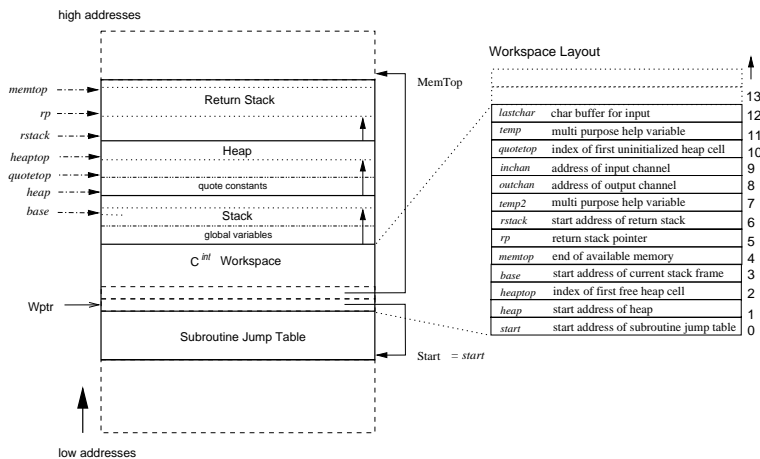 high addresses
memtop
rp
rstack
heaptop
quotetop
heap
base
Wptr
Return Stack
Heap
quote constants
Stack
global variables
C int Workspace
Subroutine Jump Table
MemTop
Start = start
low addresses
Workspace Layout
13
lastchar char buffer for input 12
temp multi purpose help variable 11
quotetop index of first uninitialized heap cell 10
inchan address of input channel 9
outchan address of output channel 8
temp2 multi purpose help variable 7
rstack start address of return stack 6
rp return stack pointer 5
memtop end of available memory 4
base start address of current stack frame 3
heaptop index of first free heap cell 2
heap start address of heap 1
start start address of subroutine jump table 0